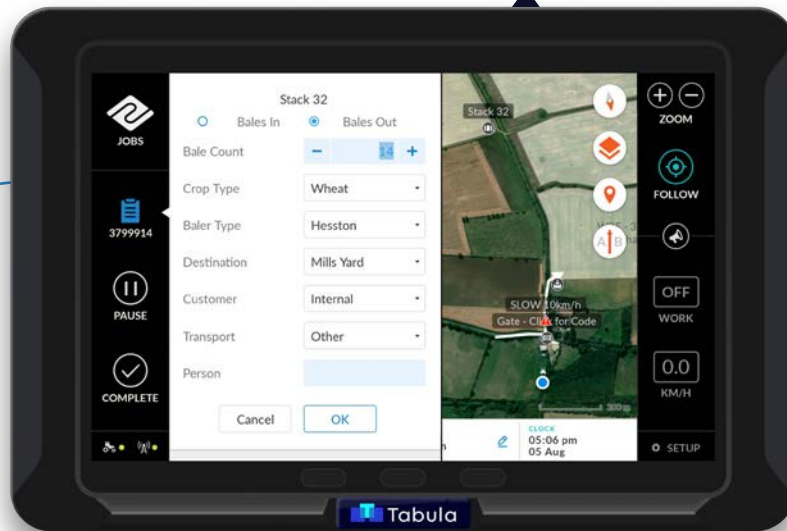 JOBS
3799914
PAUSE
COMPLETE
Stack 32
Bales In
Bales Out
Bale Count
− 14 +
Crop Type
Wheat
Baler Type
Hesston
Destination
Mills Yard
Customer
Internal
Transport
Other
Person
Cancel
OK
Stack 32
A B
SLOW 10km/h
Gate - Click for Code
300 m
CLOCK
05:06 pm
05 Aug
ZOOM
FOLLOW
OFF
WORK
0.0
KM/H
SETUP
Tabula